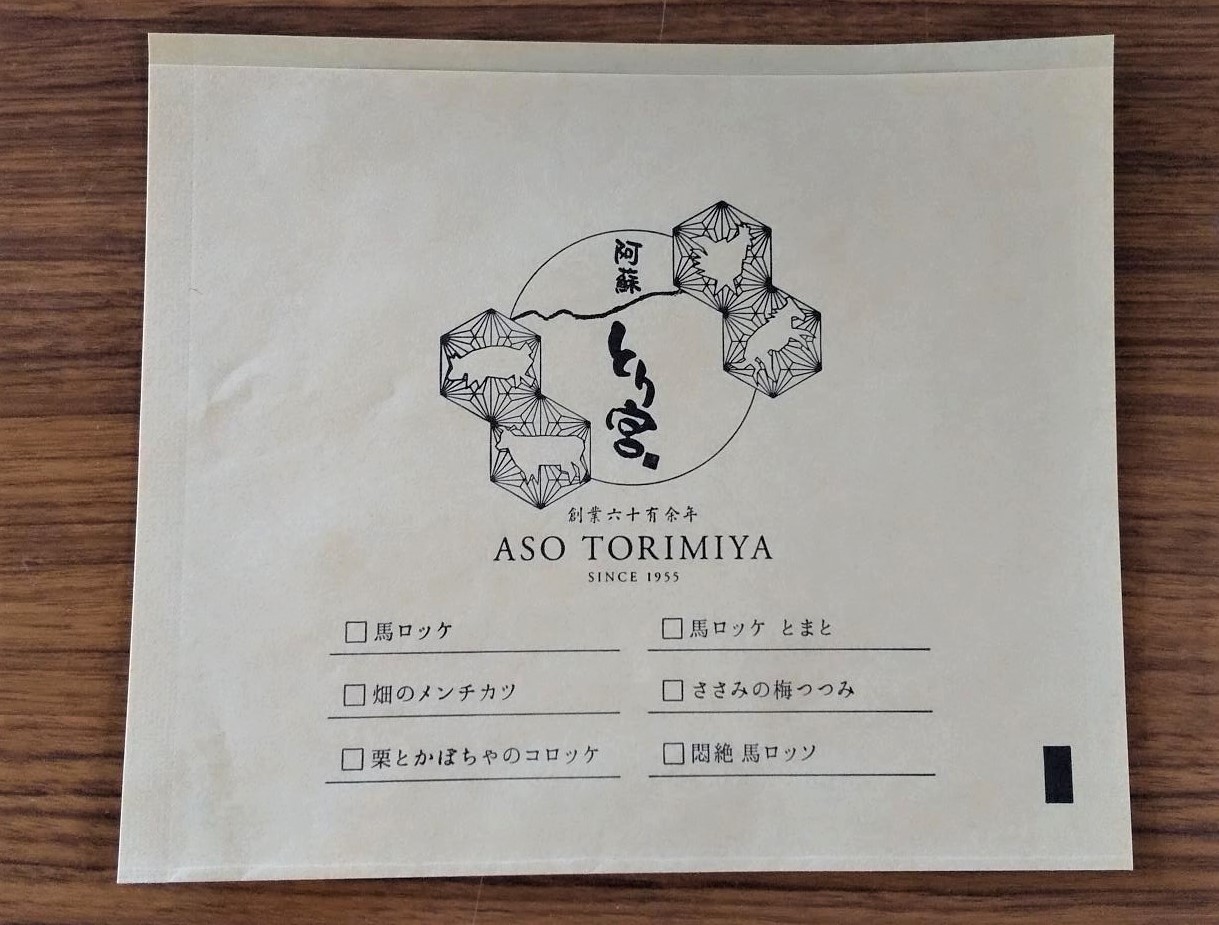 阿蘇
とり宮
創業六十有余年
ASO TORIMIYA
SINCE 1955
□馬ロッケ
□馬ロッケ とまと
□畑のメンチカツ
□ささみの梅つつみ
□栗とかぼちゃのコロッケ
□悶絶 馬ロッソ